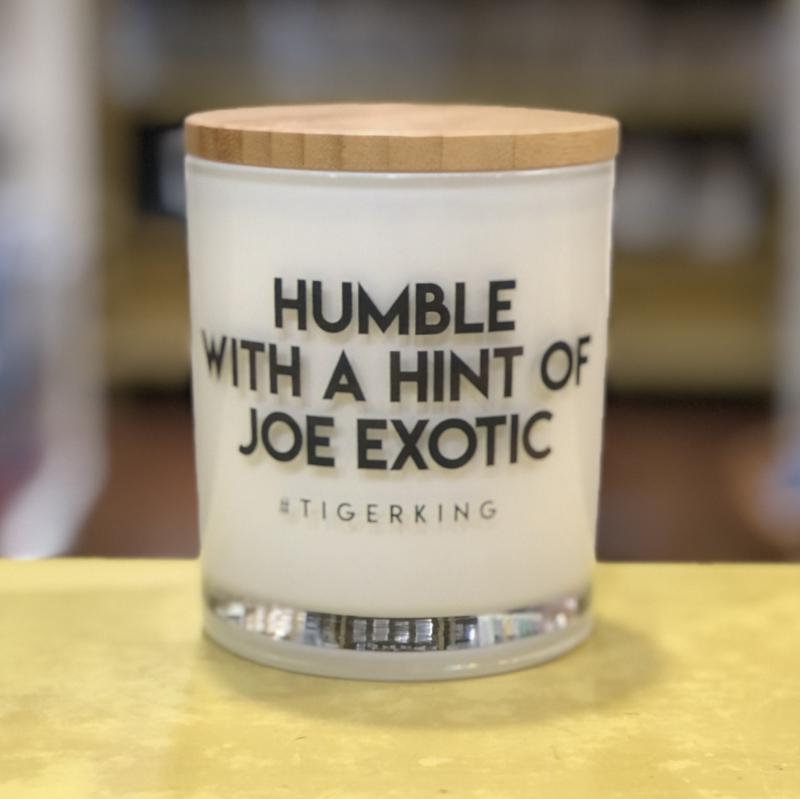 HUMBLE
WITH A HINT OF
JOE EXOTIC
#TIGERKING